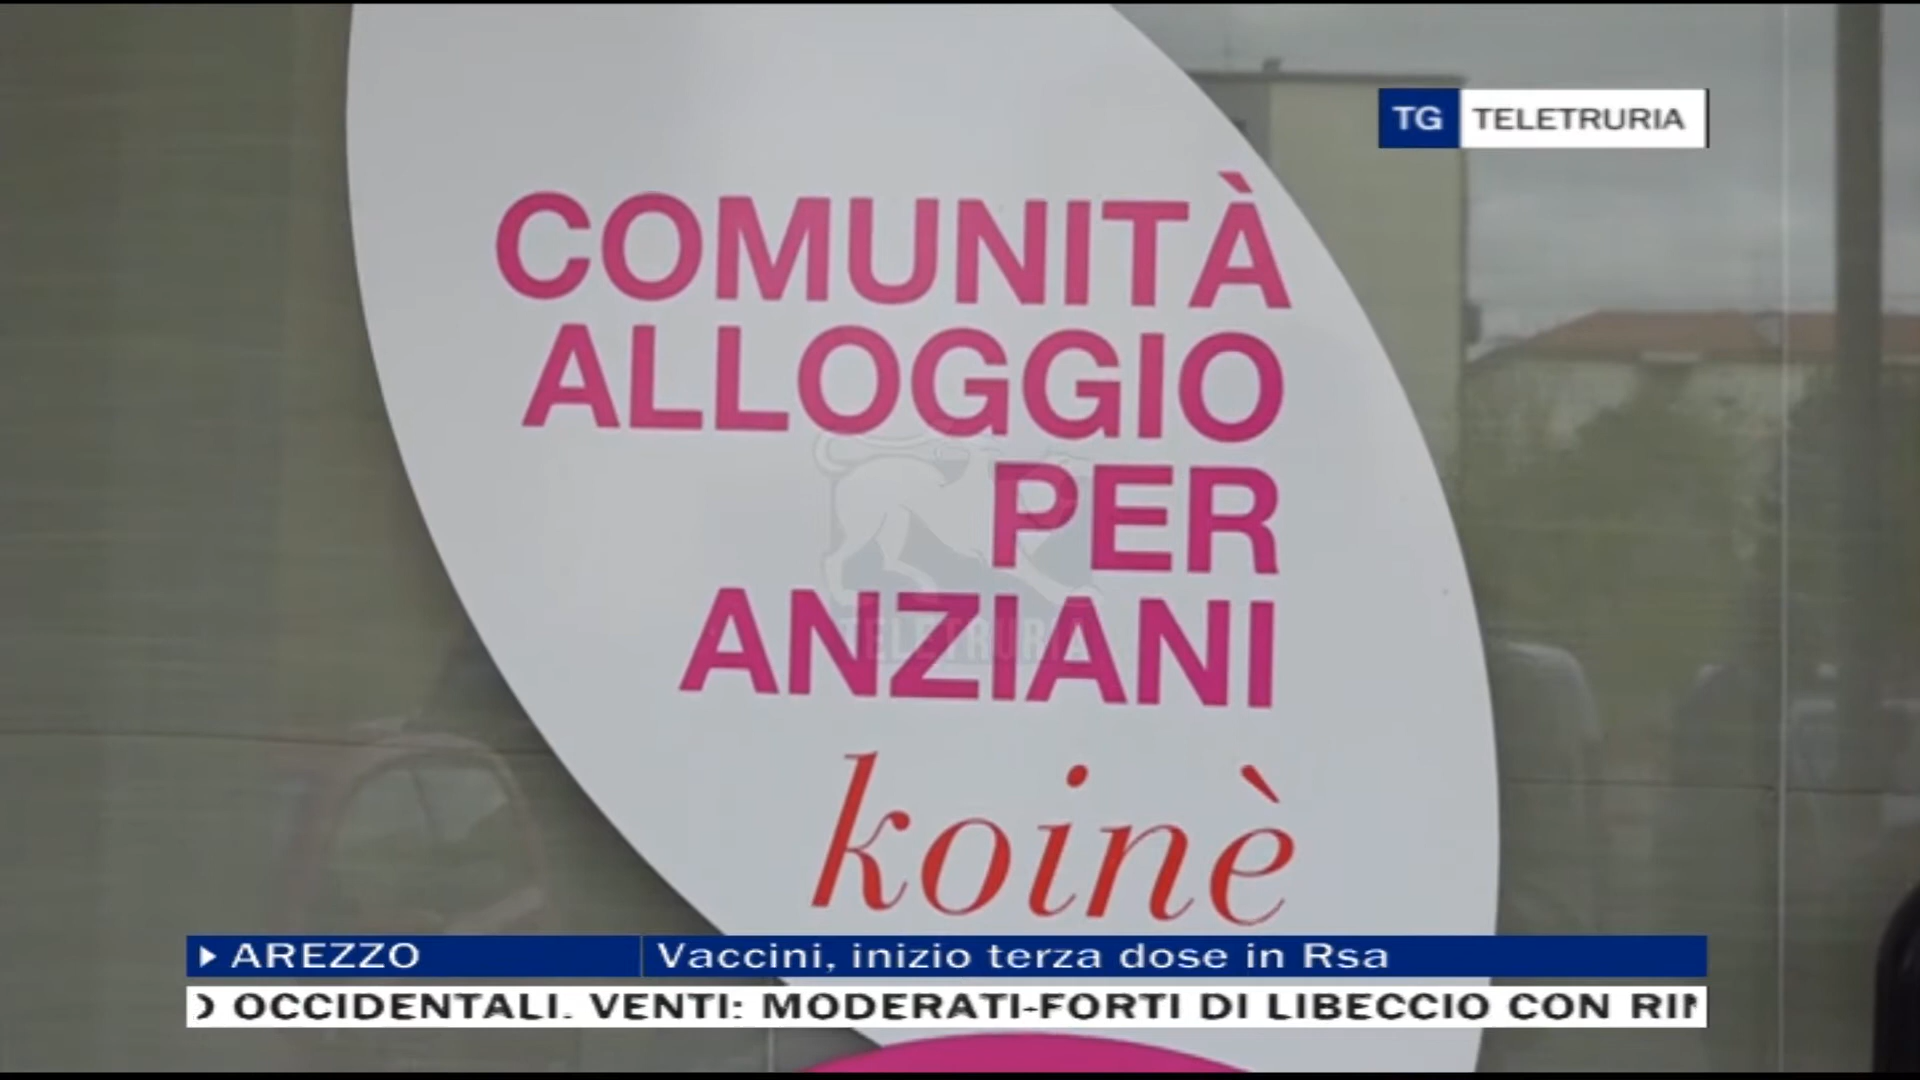 TG TELETRURIA
COMUNITÀ
ALLOGGIO
PER
ANZIANI
TELETRURIA
koinè
AREZZO Vaccini, inizio terza dose in Rsa
OCCIDENTALI. VENTI: MODERATI-FORTI DI LIBECCIO CON